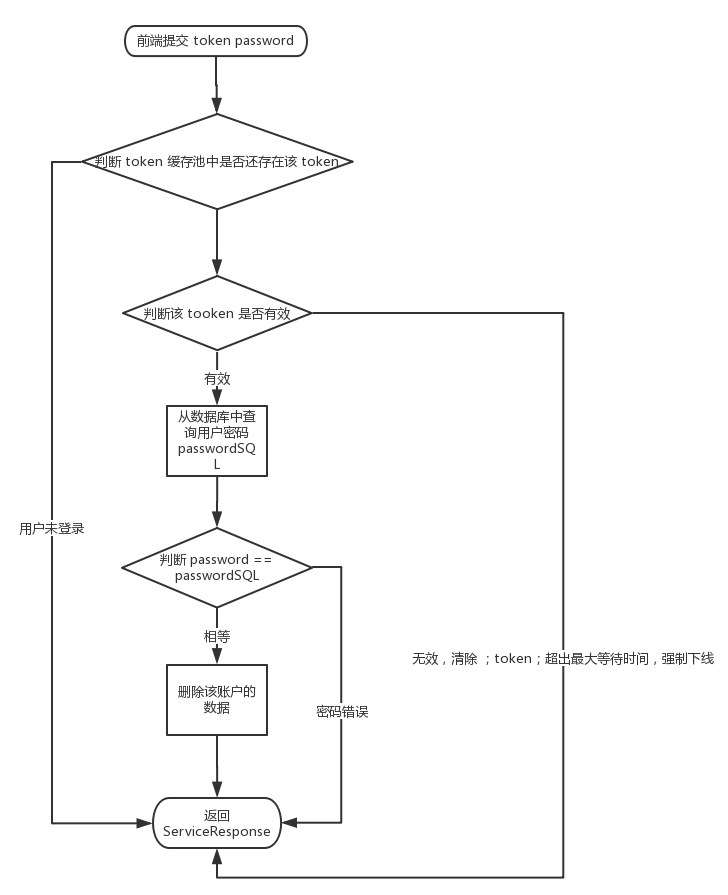 前端提交 token password
判断 token 缓存池中是否还存在该 token
判断该 tooken 是否有效
有效
从数据库中查
询用户密码
passwordSQ
L
用户未登录
判断 password ==
passwordSQL
相等
无效，清除 ；token；超出最大等待时间，强制下线
删除该账户的
数据
密码错误
返回
ServiceResponse